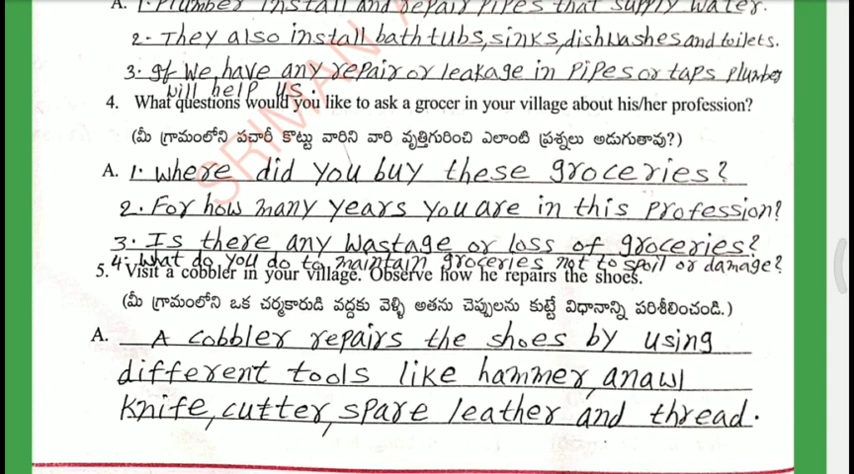 A. 1. Plumber install and repair pipes that supply water.
2. They also install bath tubs, sinks, dishwashes and toilets.
3. If we, have any repair or leakage in pipes or taps plumber
will help us.
4. What questions would you like to ask a grocer in your village about his/her profession?
(మీ గ్రామంలోని పచారీ కొట్టు వారిని వారి వృత్తిగురించి ఎలాంటి ప్రశ్నలు అడుగుతావు?)
A. 1. Where did you buy these groceries?
2. For how many years you are in this profession?
3. Is there any wastage or loss of groceries?
4. What do you do to maintain groceries not to spoil or damage?
5. Visit a cobbler in your village. Observe how he repairs the shoes.
(మీ గ్రామంలోని ఒక చర్మకారుడి వద్దకు వెళ్ళి అతను చెప్పులను కుట్టే విధానాన్ని పరిశీలించండి.)
A. A cobbler repairs the shoes by using
different tools like hammer, anawl
knife, cutter, spare leather and thread.
SRIMAN